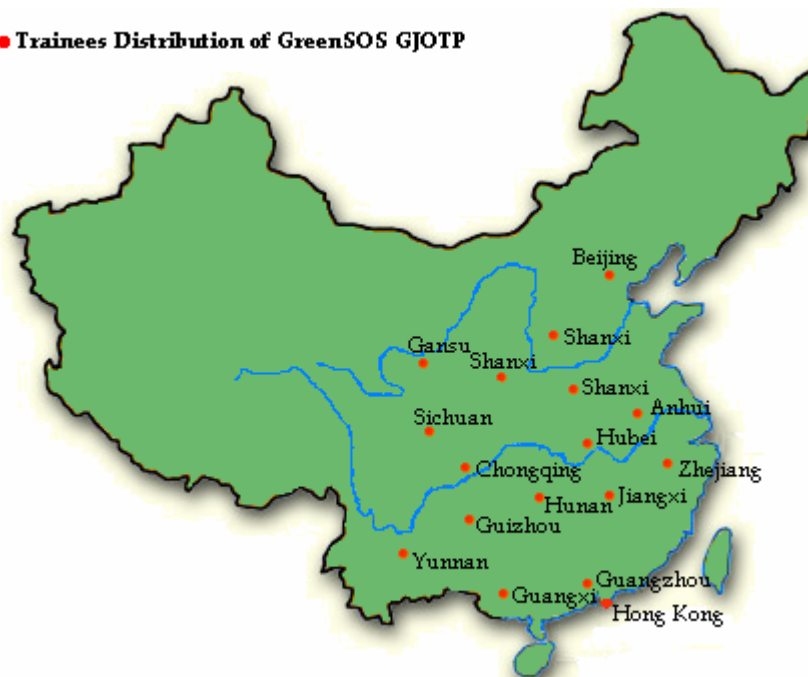 Trainees Distribution of GreenSOS GJOTP
Beijing
Shanxi
Gansu
Shanxi
Shanxi
Anhui
Sichuan
Hubei
Chongqing
Zhejiang
Hunan
Jiangxi
Guizhou
Yunnan
Guangzhou
Guangxi
Hong Kong